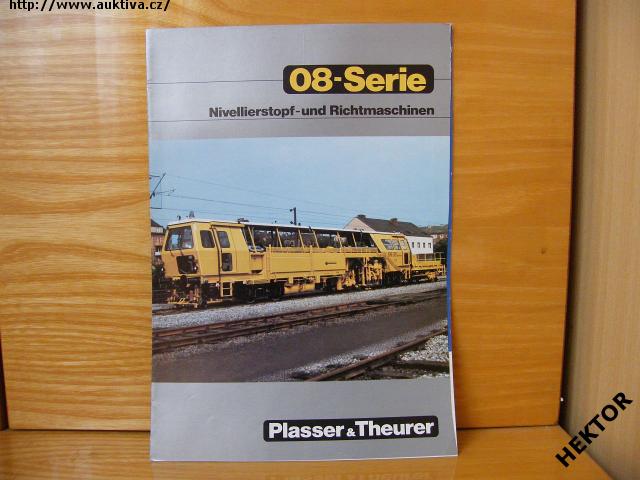 http://www.auktiva.cz/
08-Serie
Nivellierstopf-und Richtmaschinen
Plasser & Theurer
HEKTOR